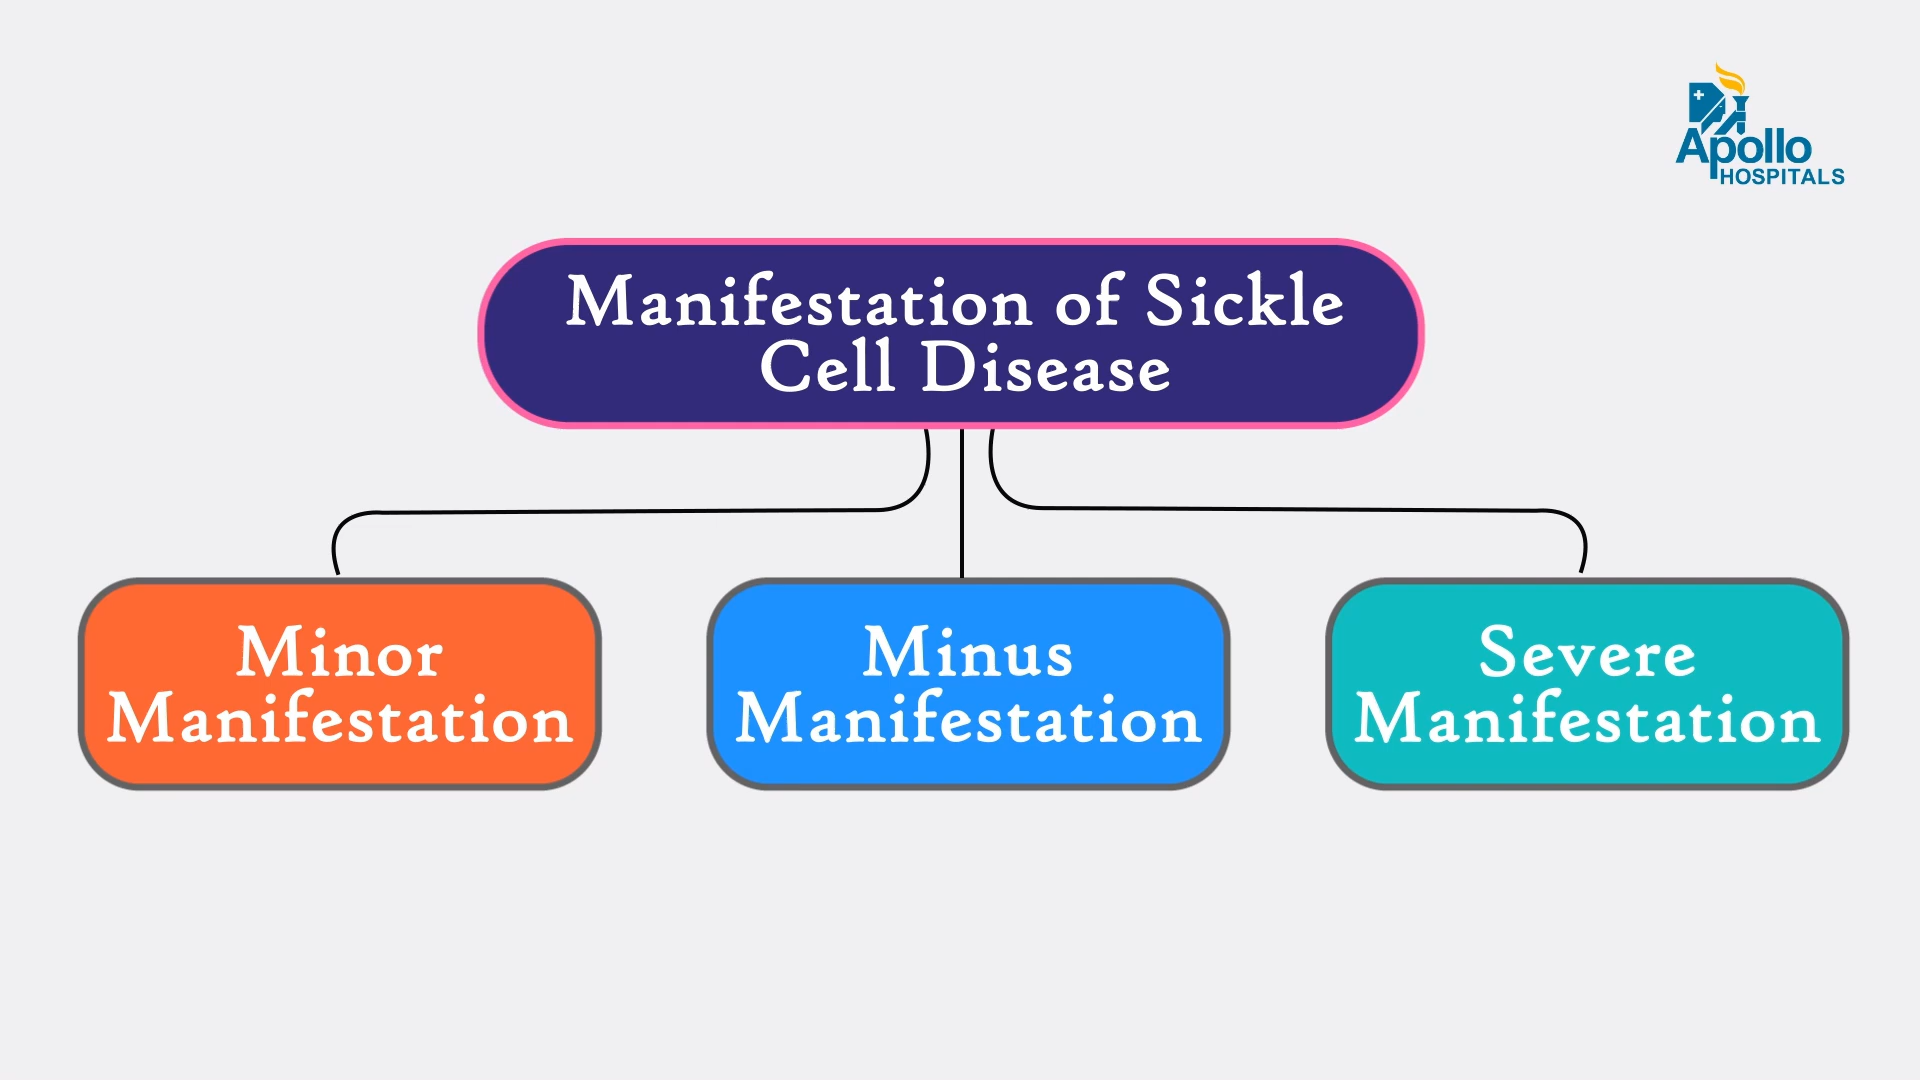 Apollo
HOSPITALS
Manifestation of Sickle
Cell Disease
Minor
Manifestation
Minus
Manifestation
Severe
Manifestation